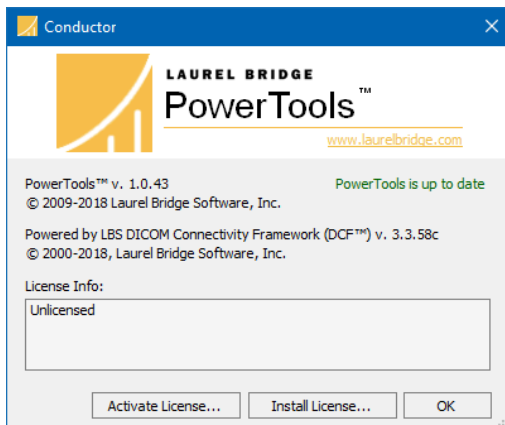 Conductor
LAUREL BRIDGE
PowerTools™
www.laurelbridge.com
PowerTools™ v. 1.0.43 PowerTools is up to date
© 2009-2018 Laurel Bridge Software, Inc.
Powered by LBS DICOM Connectivity Framework (DCF™) v. 3.3.58c
© 2000-2018, Laurel Bridge Software, Inc.
License Info:
Unlicensed
Activate License... Install License... OK